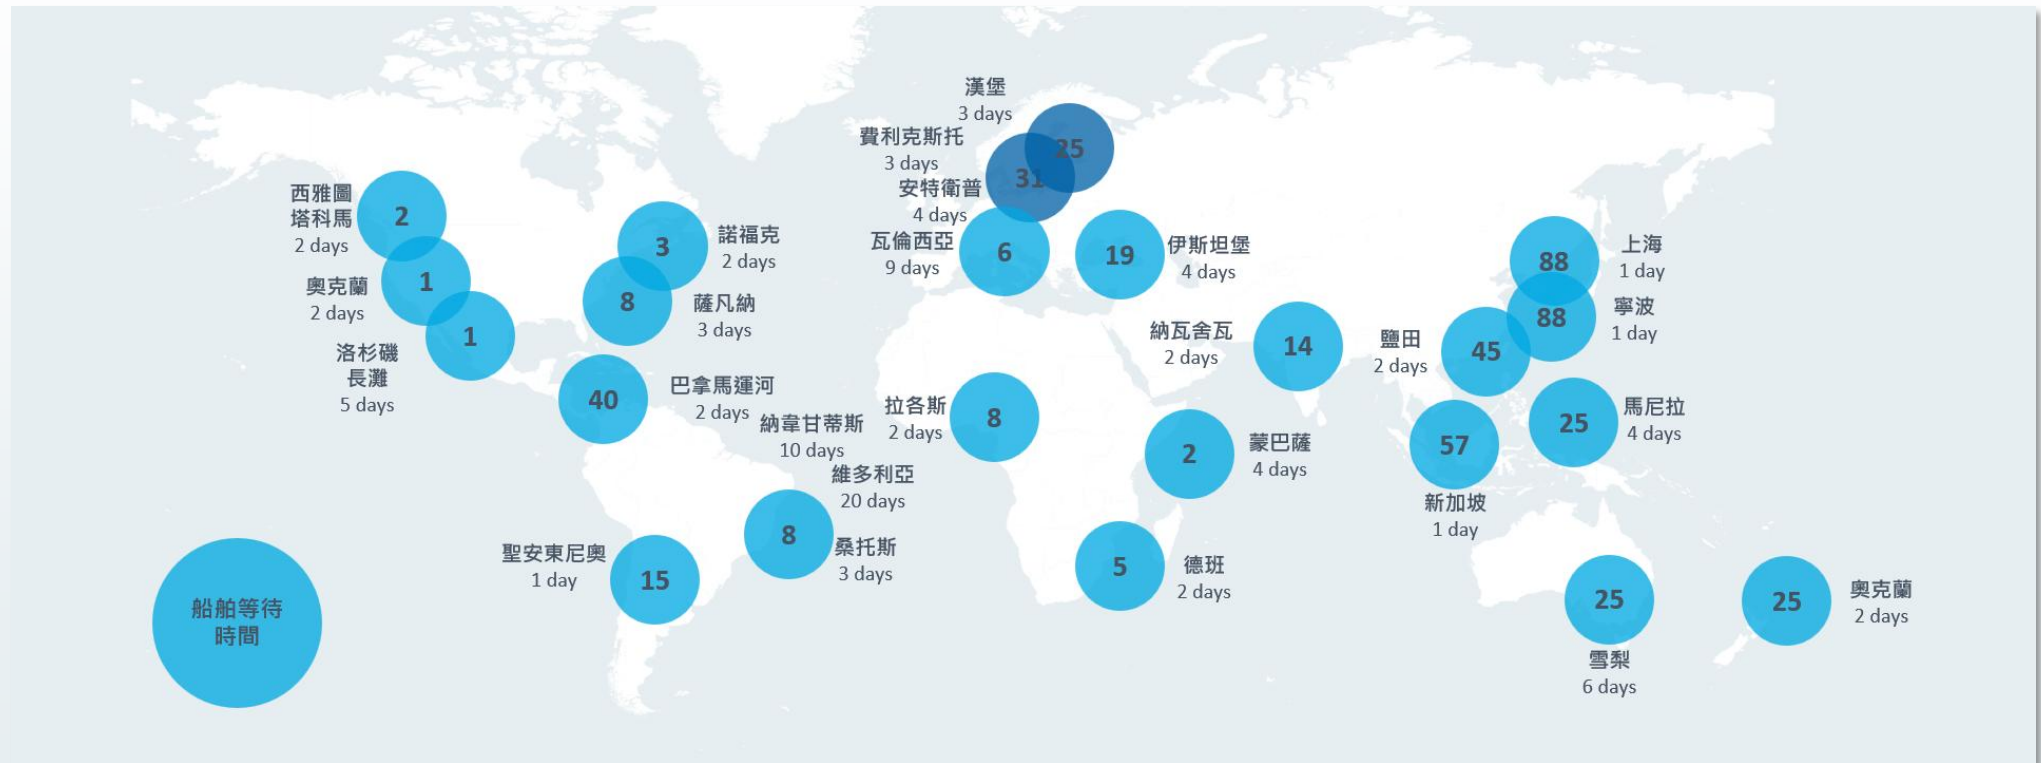 漢堡
3 days
費利克斯托
3 days
25
31
安特衛普
4 days
西雅圖
塔科馬
2 days
2
3
諾福克
2 days
瓦倫西亞
9 days
6
19
伊斯坦堡
4 days
88
上海
1 day
奧克蘭
2 days
1
8
薩凡納
3 days
88
寧波
1 day
洛杉磯
長灘
5 days
1
納瓦舍瓦
2 days
14
鹽田
2 days
45
40
巴拿馬運河
2 days
納韋甘蒂斯
10 days
拉各斯
2 days
8
2
蒙巴薩
4 days
57
新加坡
1 day
25
馬尼拉
4 days
維多利亞
20 days
8
桑托斯
3 days
聖安東尼奧
1 day
15
5
德班
2 days
25
雪梨
6 days
25
奧克蘭
2 days
船舶等待
時間